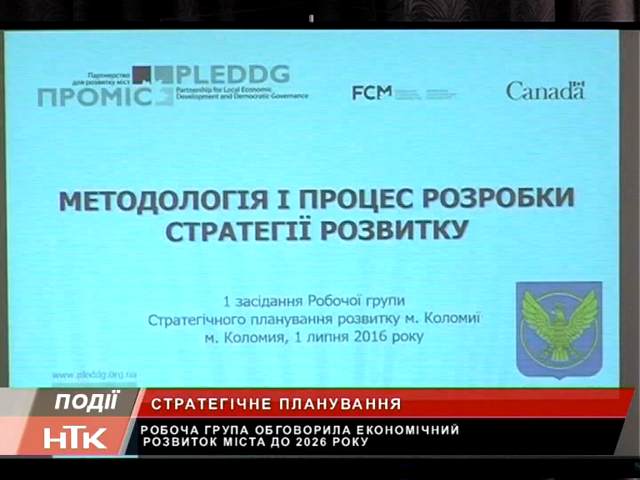 Партнерство
для розвитку міст
ПРОМІС
PLEDDG
Partnership for Local Economic
Development and Democratic Governance
FCM
Canada
МЕТОДОЛОГІЯ І ПРОЦЕС РОЗРОБКИ
СТРАТЕГІЇ РОЗВИТКУ
1 засідання Робочої групи
Стратегічного планування розвитку м. Коломиї
м. Коломия, 1 липня 2016 року
www.pleddg.org.ua
ПОДІЇ
НТК
СТРАТЕГІЧНЕ ПЛАНУВАННЯ
РОБОЧА ГРУПА ОБГОВОРИЛА ЕКОНОМІЧНИЙ
РОЗВИТОК МІСТА ДО 2026 РОКУ